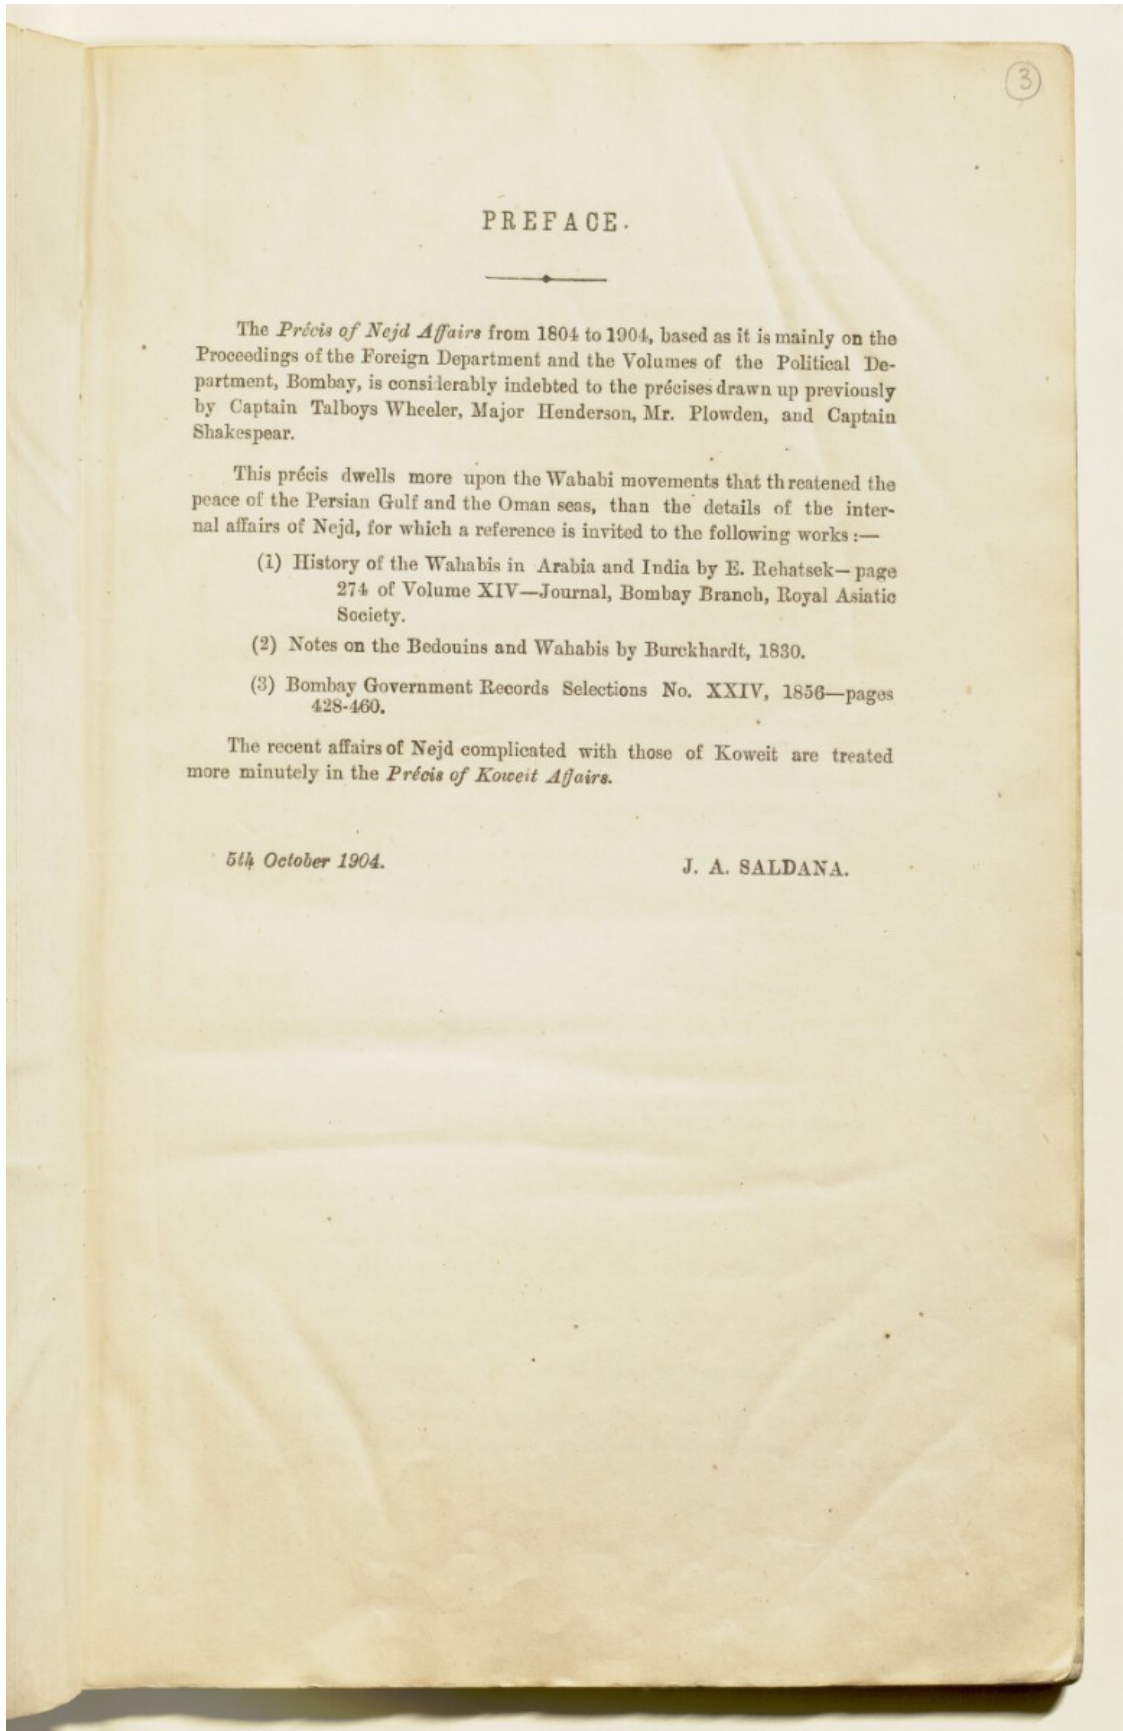 3
PREFACE.
The Précis of Nejd Affairs from 1804 to 1904, based as it is mainly on the
Proceedings of the Foreign Department and the Volumes of the Political De-
partment, Bombay, is considerably indebted to the précises drawn up previously
by Captain Talboys Wheeler, Major Henderson, Mr. Plowden, and Captain
Shakespear.
This précis dwells more upon the Wahabi movements that threatened the
peace of the Persian Gulf and the Oman seas, than the details of the inter-
nal affairs of Nejd, for which a reference is invited to the following works :—
(1) History of the Wahabis in Arabia and India by E. Rehatsek—page
274 of Volume XIV—Journal, Bombay Branch, Royal Asiatic
Society.
(2) Notes on the Bedouins and Wahabis by Burckhardt, 1830.
(3) Bombay Government Records Selections No. XXIV, 1856—pages
428-460.
The recent affairs of Nejd complicated with those of Koweit are treated
more minutely in the Précis of Koweit Affairs.
5th October 1904. J. A. SALDANA.